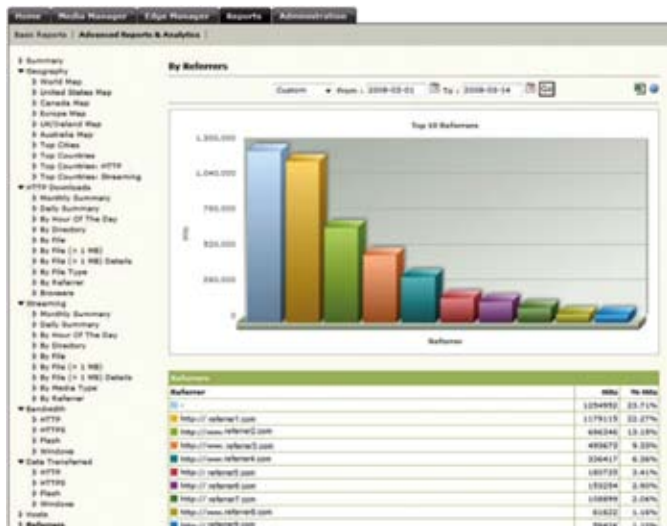 Home Media Manager Edge Manager Reports Administration
Basic Reports | Advanced Reports & Analytics |
Summary
Geography
World Map
United States Map
Canada Map
Europe Map
UK/Ireland Map
Australia Map
Top Cities
Top Countries
Top Countries: HTTP
Top Countries: Streaming
HTTP Downloads
Monthly Summary
Daily Summary
By Hour Of The Day
By Directory
By File
By File (> 1 MB)
By File (> 1 MB) Details
By File Type
By Referrer
Browsers
Streaming
Monthly Summary
Daily Summary
By Hour Of The Day
By Directory
By File
By File (> 1 MB)
By File (> 1 MB) Details
By Media Type
By Referrer
Bandwidth
HTTP
HTTPS
Flash
Windows
Data Transferred
HTTP
HTTPS
Flash
Windows
Hosts
Referrers
By Referrers
Custom From : 2008-03-01 To : 2008-03-14 Go
Top 10 Referrers
1,300,000
1,040,000
780,000
520,000
260,000
0
Hits
Referrer
Referrers
Referrer Hits % Hits
- 1254952 23.71%
http:// referrer1.com 1179115 22.27%
http://www.referrer2.com 696346 13.15%
http://www.referrer3.com 493673 9.33%
http://www.referrer4.com 336417 6.36%
http:// referrer5.com 180725 3.41%
http:// referrer6.com 153254 2.90%
http:// referrer7.com 108899 2.06%
http://www.referrer8.com 61622 1.16%